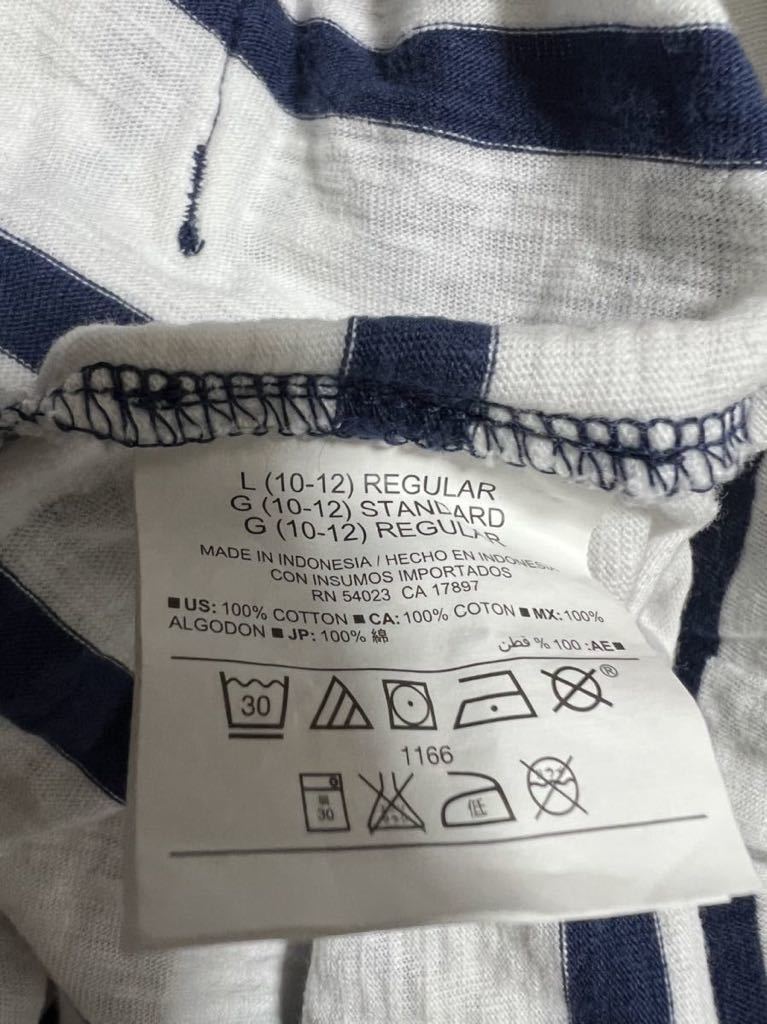 L (10-12) REGULAR
G (10-12) STANDARD
G (10-12) REGULAR
MADE IN INDONESIA / HECHO EN INDONESIA
CON INSUMOS IMPORTADOS
RN 54023 CA 17897
■US: 100% COTTON ■CA: 100% COTON ■MX: 100%
ALGODON ■JP: 100% 綿
■AE: 100 % قطن
30
®
1166
30
低